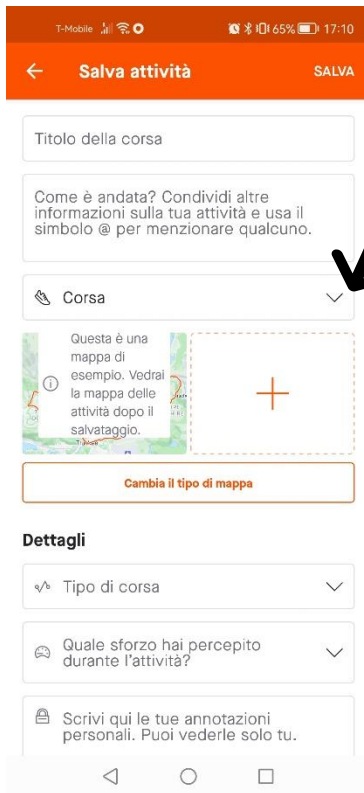 T-Mobile 65% 17:10
Salva attività SALVA
Titolo della corsa
Come è andata? Condividi altre
informazioni sulla tua attività e usa il
simbolo @ per menzionare qualcuno.
Corsa
Questa è una
mappa di
esempio. Vedrai
la mappa delle
attività dopo il
salvataggio.
Cambia il tipo di mappa
Dettagli
Tipo di corsa
Quale sforzo hai percepito
durante l'attività?
Scrivi qui le tue annotazioni
personali. Puoi vederle solo tu.